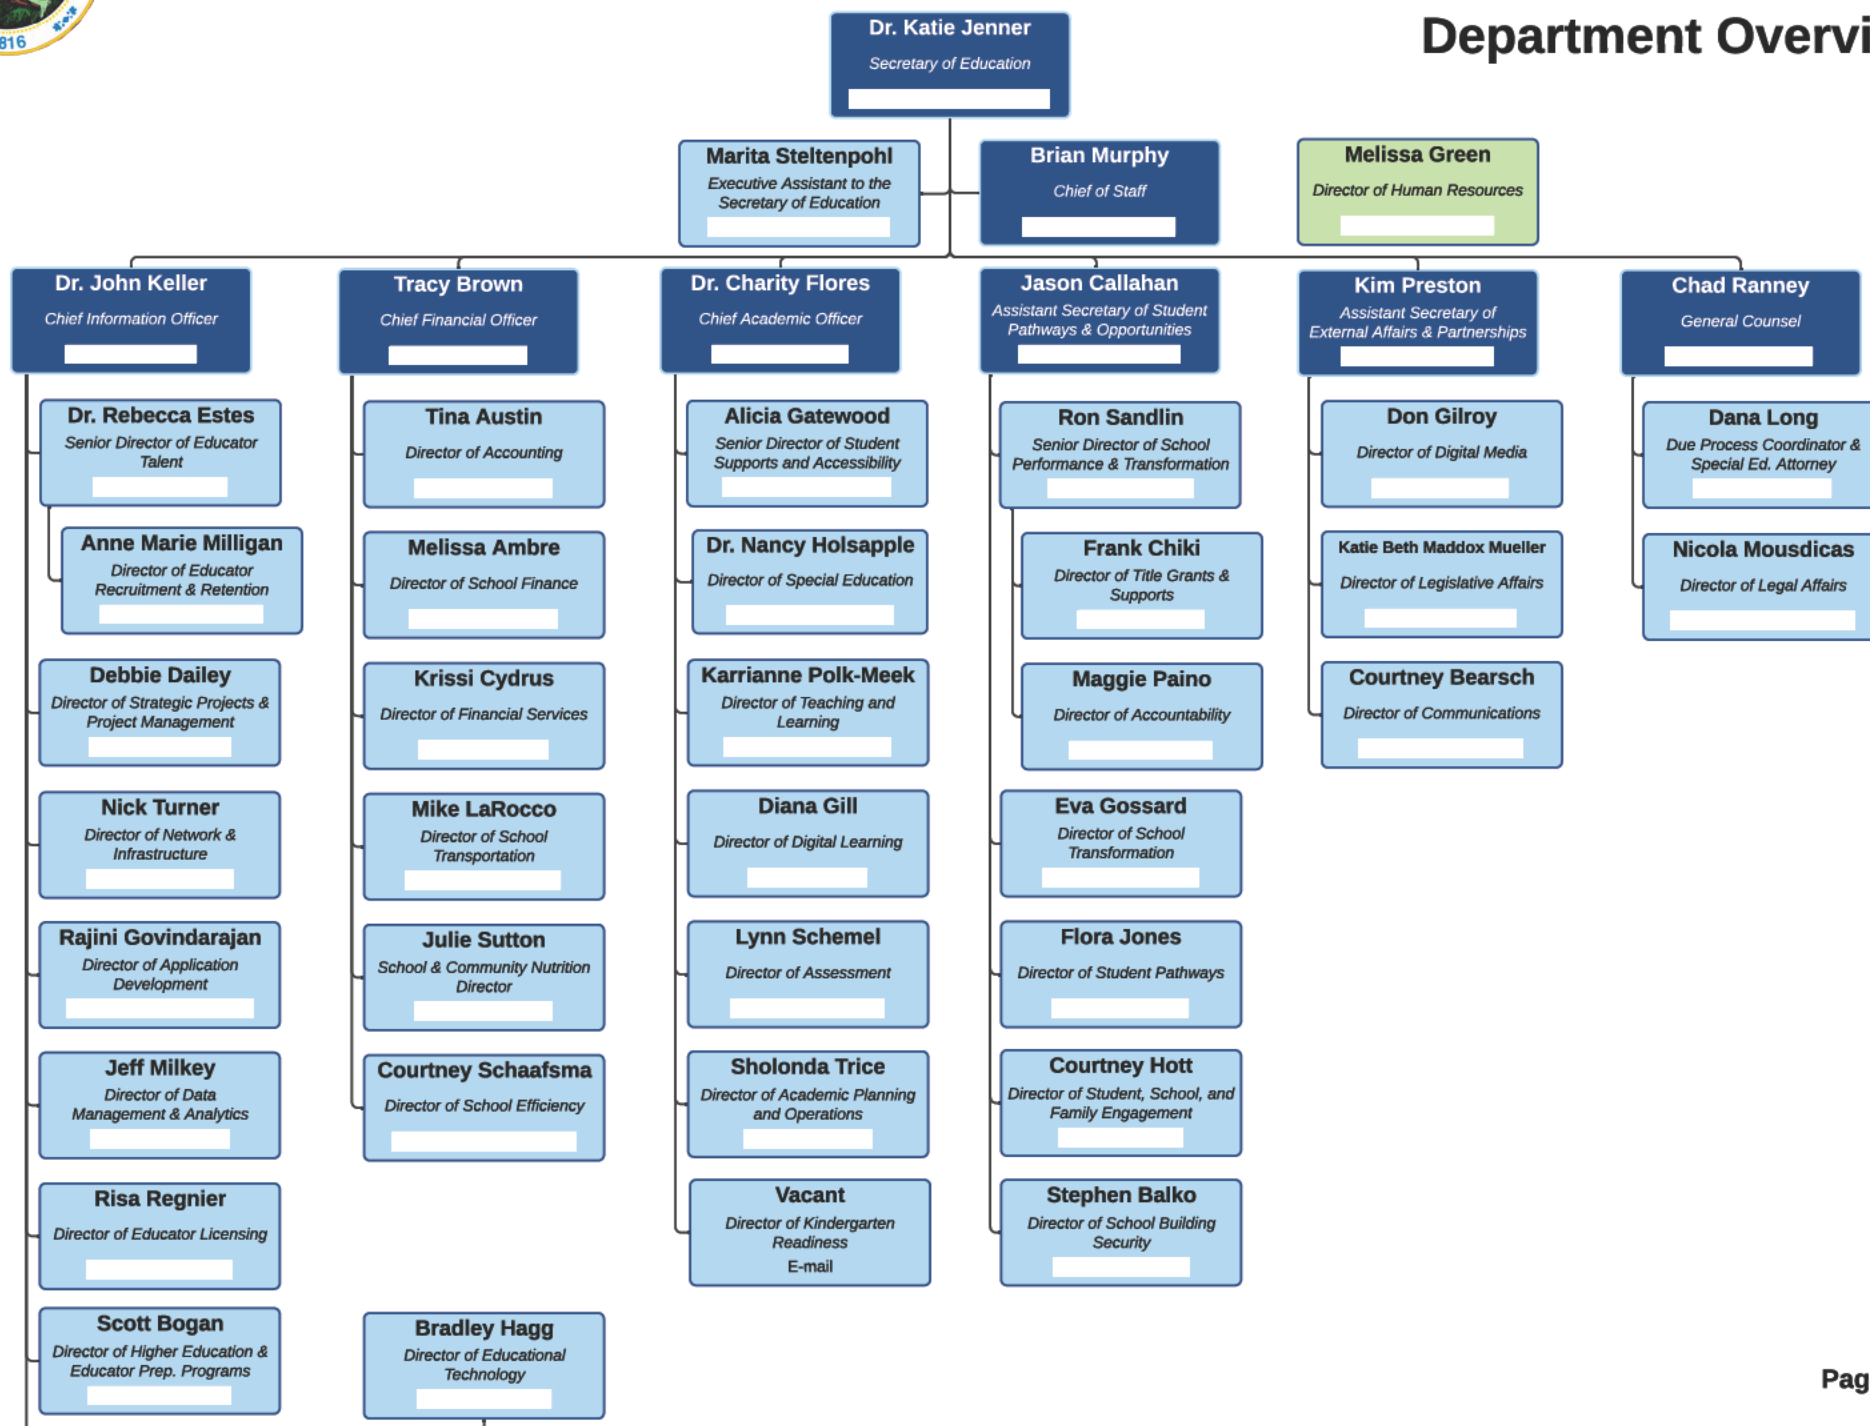 816
Department Overvi
Dr. Katie Jenner
Secretary of Education
Marita Steltenpohl
Executive Assistant to the
Secretary of Education
Brian Murphy
Chief of Staff
Melissa Green
Director of Human Resources
Dr. John Keller
Chief Information Officer
Tracy Brown
Chief Financial Officer
Dr. Charity Flores
Chief Academic Officer
Jason Callahan
Assistant Secretary of Student
Pathways & Opportunities
Kim Preston
Assistant Secretary of
External Affairs & Partnerships
Chad Ranney
General Counsel
Dr. Rebecca Estes
Senior Director of Educator
Talent
Anne Marie Milligan
Director of Educator
Recruitment & Retention
Debbie Dailey
Director of Strategic Projects &
Project Management
Nick Turner
Director of Network &
Infrastructure
Rajini Govindarajan
Director of Application
Development
Jeff Milkey
Director of Data
Management & Analytics
Risa Regnier
Director of Educator Licensing
Scott Bogan
Director of Higher Education &
Educator Prep. Programs
Tina Austin
Director of Accounting
Melissa Ambre
Director of School Finance
Krissi Cydrus
Director of Financial Services
Mike LaRocco
Director of School
Transportation
Julie Sutton
School & Community Nutrition
Director
Courtney Schaafsma
Director of School Efficiency
Bradley Hagg
Director of Educational
Technology
Alicia Gatewood
Senior Director of Student
Supports and Accessibility
Dr. Nancy Holsapple
Director of Special Education
Karrianne Polk-Meek
Director of Teaching and
Learning
Diana Gill
Director of Digital Learning
Lynn Schemel
Director of Assessment
Sholonda Trice
Director of Academic Planning
and Operations
Vacant
Director of Kindergarten
Readiness
E-mail
Ron Sandlin
Senior Director of School
Performance & Transformation
Frank Chiki
Director of Title Grants &
Supports
Maggie Paino
Director of Accountability
Eva Gossard
Director of School
Transformation
Flora Jones
Director of Student Pathways
Courtney Hott
Director of Student, School, and
Family Engagement
Stephen Balko
Director of School Building
Security
Don Gilroy
Director of Digital Media
Katie Beth Maddox Mueller
Director of Legislative Affairs
Courtney Bearsch
Director of Communications
Dana Long
Due Process Coordinator &
Special Ed. Attorney
Nicola Mousdicas
Director of Legal Affairs
Pag